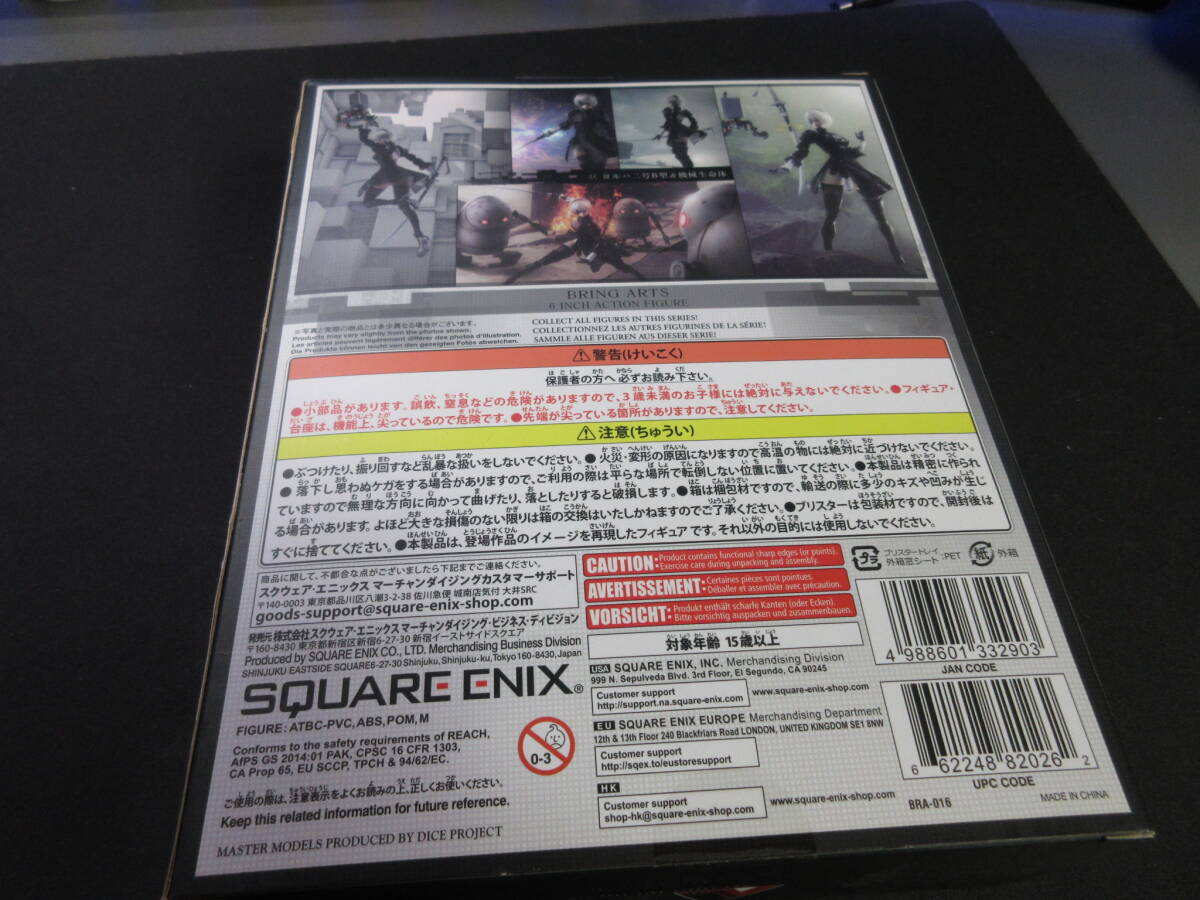 ヨルハ二号B型&機械生命体
BRING ARTS
6 INCH ACTION FIGURE
※写真と実際の商品とは多少異なる場合がございます。
Products may vary slightly from the photos shown.
Les articles peuvent légèrement différer des photos d'illustration.
Die Produkte können leicht von den gezeigten Fotos abweichen.
COLLECT ALL FIGURES IN THIS SERIES!
COLLECTIONNEZ LES AUTRES FIGURINES DE LA SÉRIE!
SAMMLE ALLE FIGUREN AUS DIESER SERIE!
⚠警告(けいこく)
保護者の方へ 必ずお読み下さい。
●小部品があります。誤飲、窒息などの危険がありますので、3歳未満のお子様には絶対に与えないでください。●フィギュア・
台座は、機能上、尖っているので危険です。●先端が尖っている箇所がありますので、注意してください。
⚠注意(ちゅうい)
●ぶつけたり、振り回すなど乱暴な扱いをしないでください。●火災・変形の原因になりますので高温の物には絶対に近づけないでください。
●落下し思わぬケガをする場合がありますので、ご利用の際は平らな場所で転倒しない位置に置いてください。●本製品は精密に作られ
ていますので無理な方向に向かって曲げたり、落としたりすると破損します。●箱は梱包材ですので、輸送の際に多少のキズや凹みが生じ
る場合があります。よほど大きな損傷のない限りは箱の交換はいたしかねますのでご了承ください。●ブリスターは包装材ですので、開封後は
すぐに捨ててください。●本製品は、登場作品のイメージを再現したフィギュアです。それ以外の目的には使用しないでください。
商品に関して、不都合な点がございましたら下記までご連絡ください。
スクウェア・エニックス マーチャンダイジングカスタマーサポート
〒140-0003 東京都品川区八潮3-2-38 佐川急便 城南店気付 大井SRC
goods-support@square-enix-shop.com
発売元 株式会社スクウェア・エニックス マーチャンダイジング・ビジネス・ディビジョン
〒160-8430 東京都新宿区新宿6-27-30 新宿イーストサイドスクエア
Produced by SQUARE ENIX CO., LTD. Merchandising Business Division
SHINJUKU EASTSIDE SQUARE6-27-30 Shinjuku, Shinjuku-ku, Tokyo 160-8430, Japan
SQUARE ENIX®
FIGURE: ATBC-PVC, ABS, POM, M
Conforms to the safety requirements of REACH,
AfPS GS 2014:01 PAK, CPSC 16 CFR 1303,
CA Prop 65, EU SCCP, TPCH & 94/62/EC.
0-3
ご使用の際は、注意表示をよくお読みの上、正しくお使いください。
Keep this related information for future reference.
MASTER MODELS PRODUCED BY DICE PROJECT
CAUTION: Product contains functional sharp edges (or points).
Exercise care during unpacking and assembly.
AVERTISSEMENT: Certaines pièces sont pointues.
Déballer et assembler avec précaution.
VORSICHT: Produkt enthält scharfe Kanten (oder Ecken).
Bitte vorsichtig auspacken und zusammenbauen.
対象年齢 15歳以上
USA SQUARE ENIX, INC. Merchandising Division
999 N. Sepulveda Blvd. 3rd Floor, El Segundo, CA 90245
Customer support
http://support.na.square-enix.com
www.square-enix-shop.com
EU SQUARE ENIX EUROPE Merchandising Department
12th & 13th Floor 240 Blackfriars Road LONDON, UNITED KINGDOM SE1 8NW
Customer support
http://sqex.to/eustoresupport
HK
Customer support
shop-hk@square-enix-shop.com
www.square-enix-shop.com
プラ
ブリスタートレイ
外箱窓シート :PET
紙 外箱
4 988601 332903
JAN CODE
6 62248 82026 2
UPC CODE
BRA-016
MADE IN CHINA